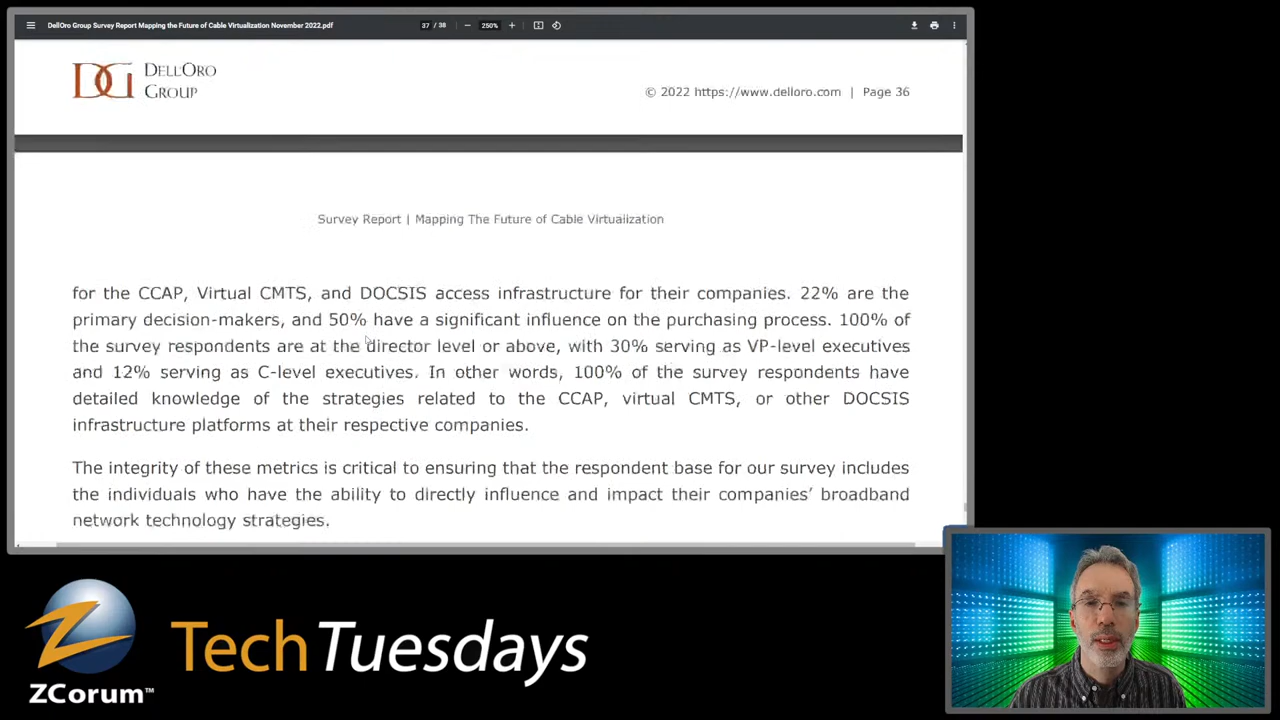 DellOro Group Survey Report Mapping the Future of Cable Virtualization November 2022.pdf
37 / 38
250%
DG DELL'ORO GROUP
© 2022 https://www.delloro.com | Page 36
Survey Report | Mapping The Future of Cable Virtualization
for the CCAP, Virtual CMTS, and DOCSIS access infrastructure for their companies. 22% are the
primary decision-makers, and 50% have a significant influence on the purchasing process. 100% of
the survey respondents are at the director level or above, with 30% serving as VP-level executives
and 12% serving as C-level executives. In other words, 100% of the survey respondents have
detailed knowledge of the strategies related to the CCAP, virtual CMTS, or other DOCSIS
infrastructure platforms at their respective companies.
The integrity of these metrics is critical to ensuring that the respondent base for our survey includes
the individuals who have the ability to directly influence and impact their companies’ broadband
network technology strategies.
Z
ZCorum™
TechTuesdays